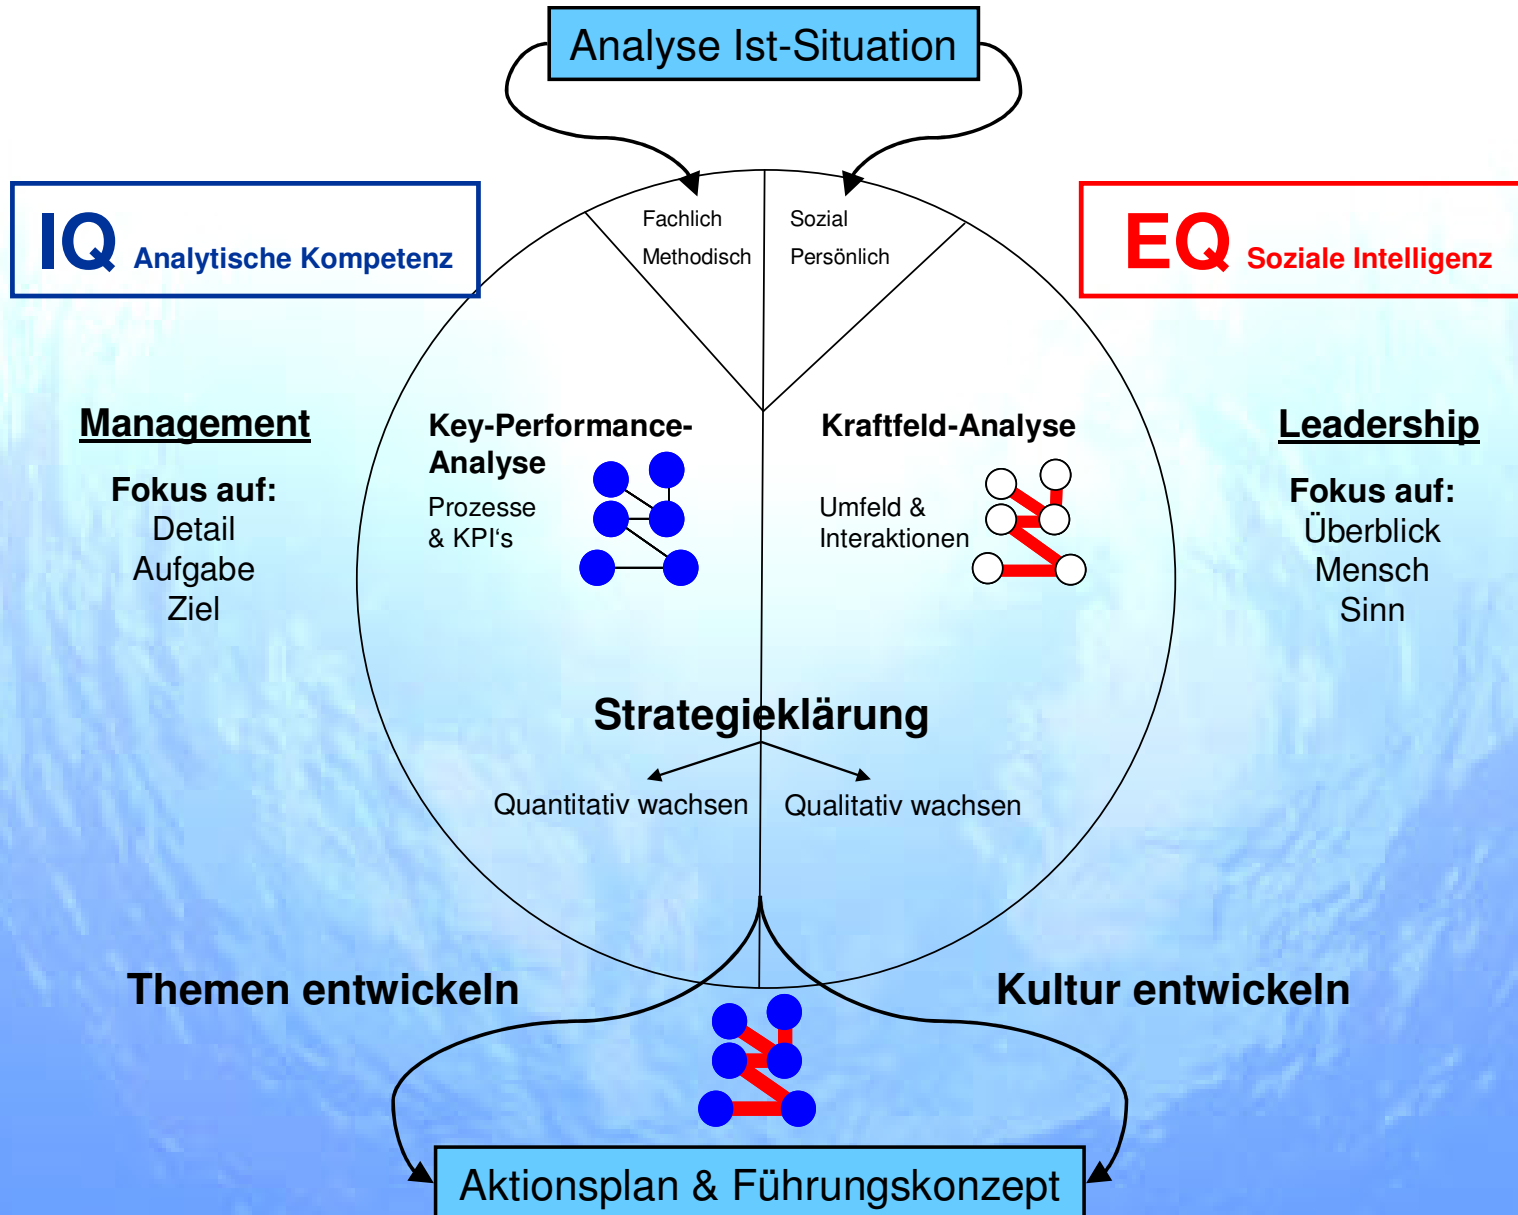 Analyse Ist-Situation
IQ Analytische Kompetenz
Fachlich
Methodisch
Sozial
Persönlich
EQ Soziale Intelligenz
Management
Fokus auf:
Detail
Aufgabe
Ziel
Key-Performance-
Analyse
Prozesse
& KPI‘s
Kraftfeld-Analyse
Umfeld &
Interaktionen
Leadership
Fokus auf:
Überblick
Mensch
Sinn
Strategieklärung
Quantitativ wachsen
Qualitativ wachsen
Themen entwickeln
Kultur entwickeln
Aktionsplan & Führungskonzept